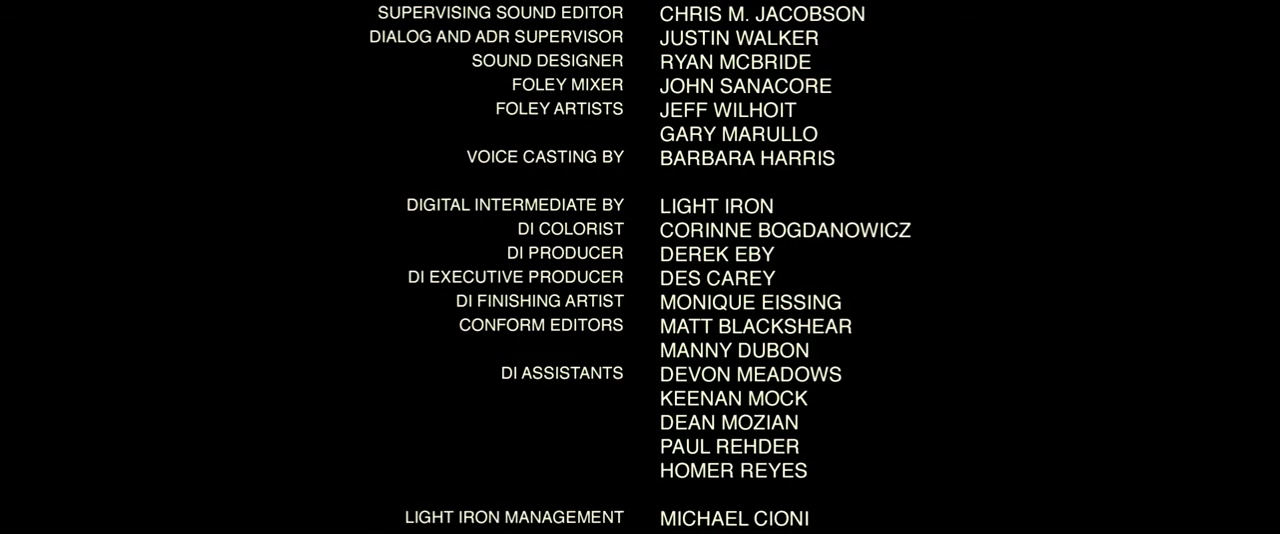 SUPERVISING SOUND EDITOR CHRIS M. JACOBSON
DIALOG AND ADR SUPERVISOR JUSTIN WALKER
SOUND DESIGNER RYAN MCBRIDE
FOLEY MIXER JOHN SANACORE
FOLEY ARTISTS JEFF WILHOIT
GARY MARULLO
VOICE CASTING BY BARBARA HARRIS
DIGITAL INTERMEDIATE BY LIGHT IRON
DI COLORIST CORINNE BOGDANOWICZ
DI PRODUCER DEREK EBY
DI EXECUTIVE PRODUCER DES CAREY
DI FINISHING ARTIST MONIQUE EISSING
CONFORM EDITORS MATT BLACKSHEAR
MANNY DUBON
DI ASSISTANTS DEVON MEADOWS
KEENAN MOCK
DEAN MOZIAN
PAUL REHDER
HOMER REYES
LIGHT IRON MANAGEMENT MICHAEL CIONI